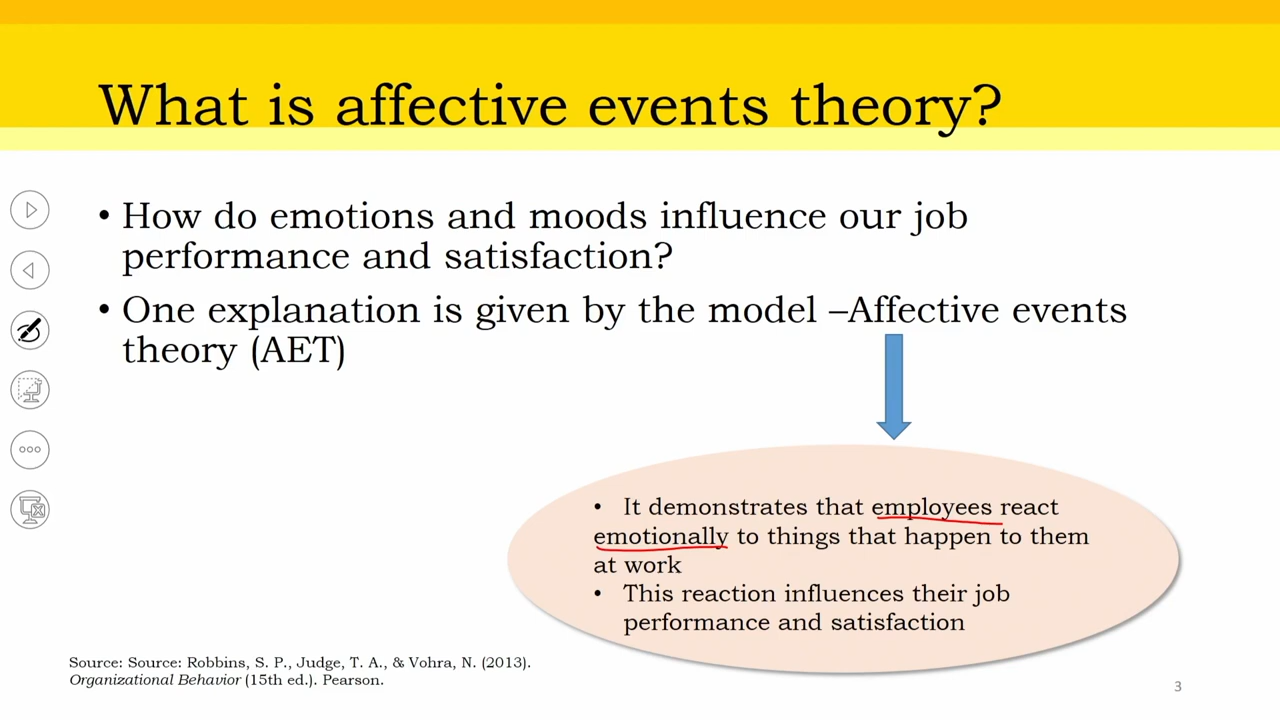 What is affective events theory?
• How do emotions and moods influence our job
performance and satisfaction?
• One explanation is given by the model –Affective events
theory (AET)
• It demonstrates that employees react
emotionally to things that happen to them
at work
• This reaction influences their job
performance and satisfaction
Source: Source: Robbins, S. P., Judge, T. A., & Vohra, N. (2013).
Organizational Behavior (15th ed.). Pearson.
3